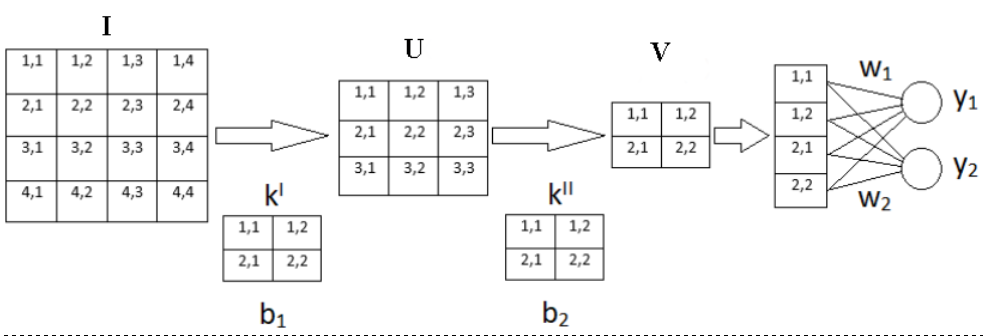 I
U
V
1,1 1,2 1,3 1,4
2,1 2,2 2,3 2,4
3,1 3,2 3,3 3,4
4,1 4,2 4,3 4,4
kI
1,1 1,2
2,1 2,2
b1
1,1 1,2 1,3
2,1 2,2 2,3
3,1 3,2 3,3
kII
1,1 1,2
2,1 2,2
b2
1,1 1,2
2,1 2,2
1,1
1,2
2,1
2,2
w1
w2
y1
y2